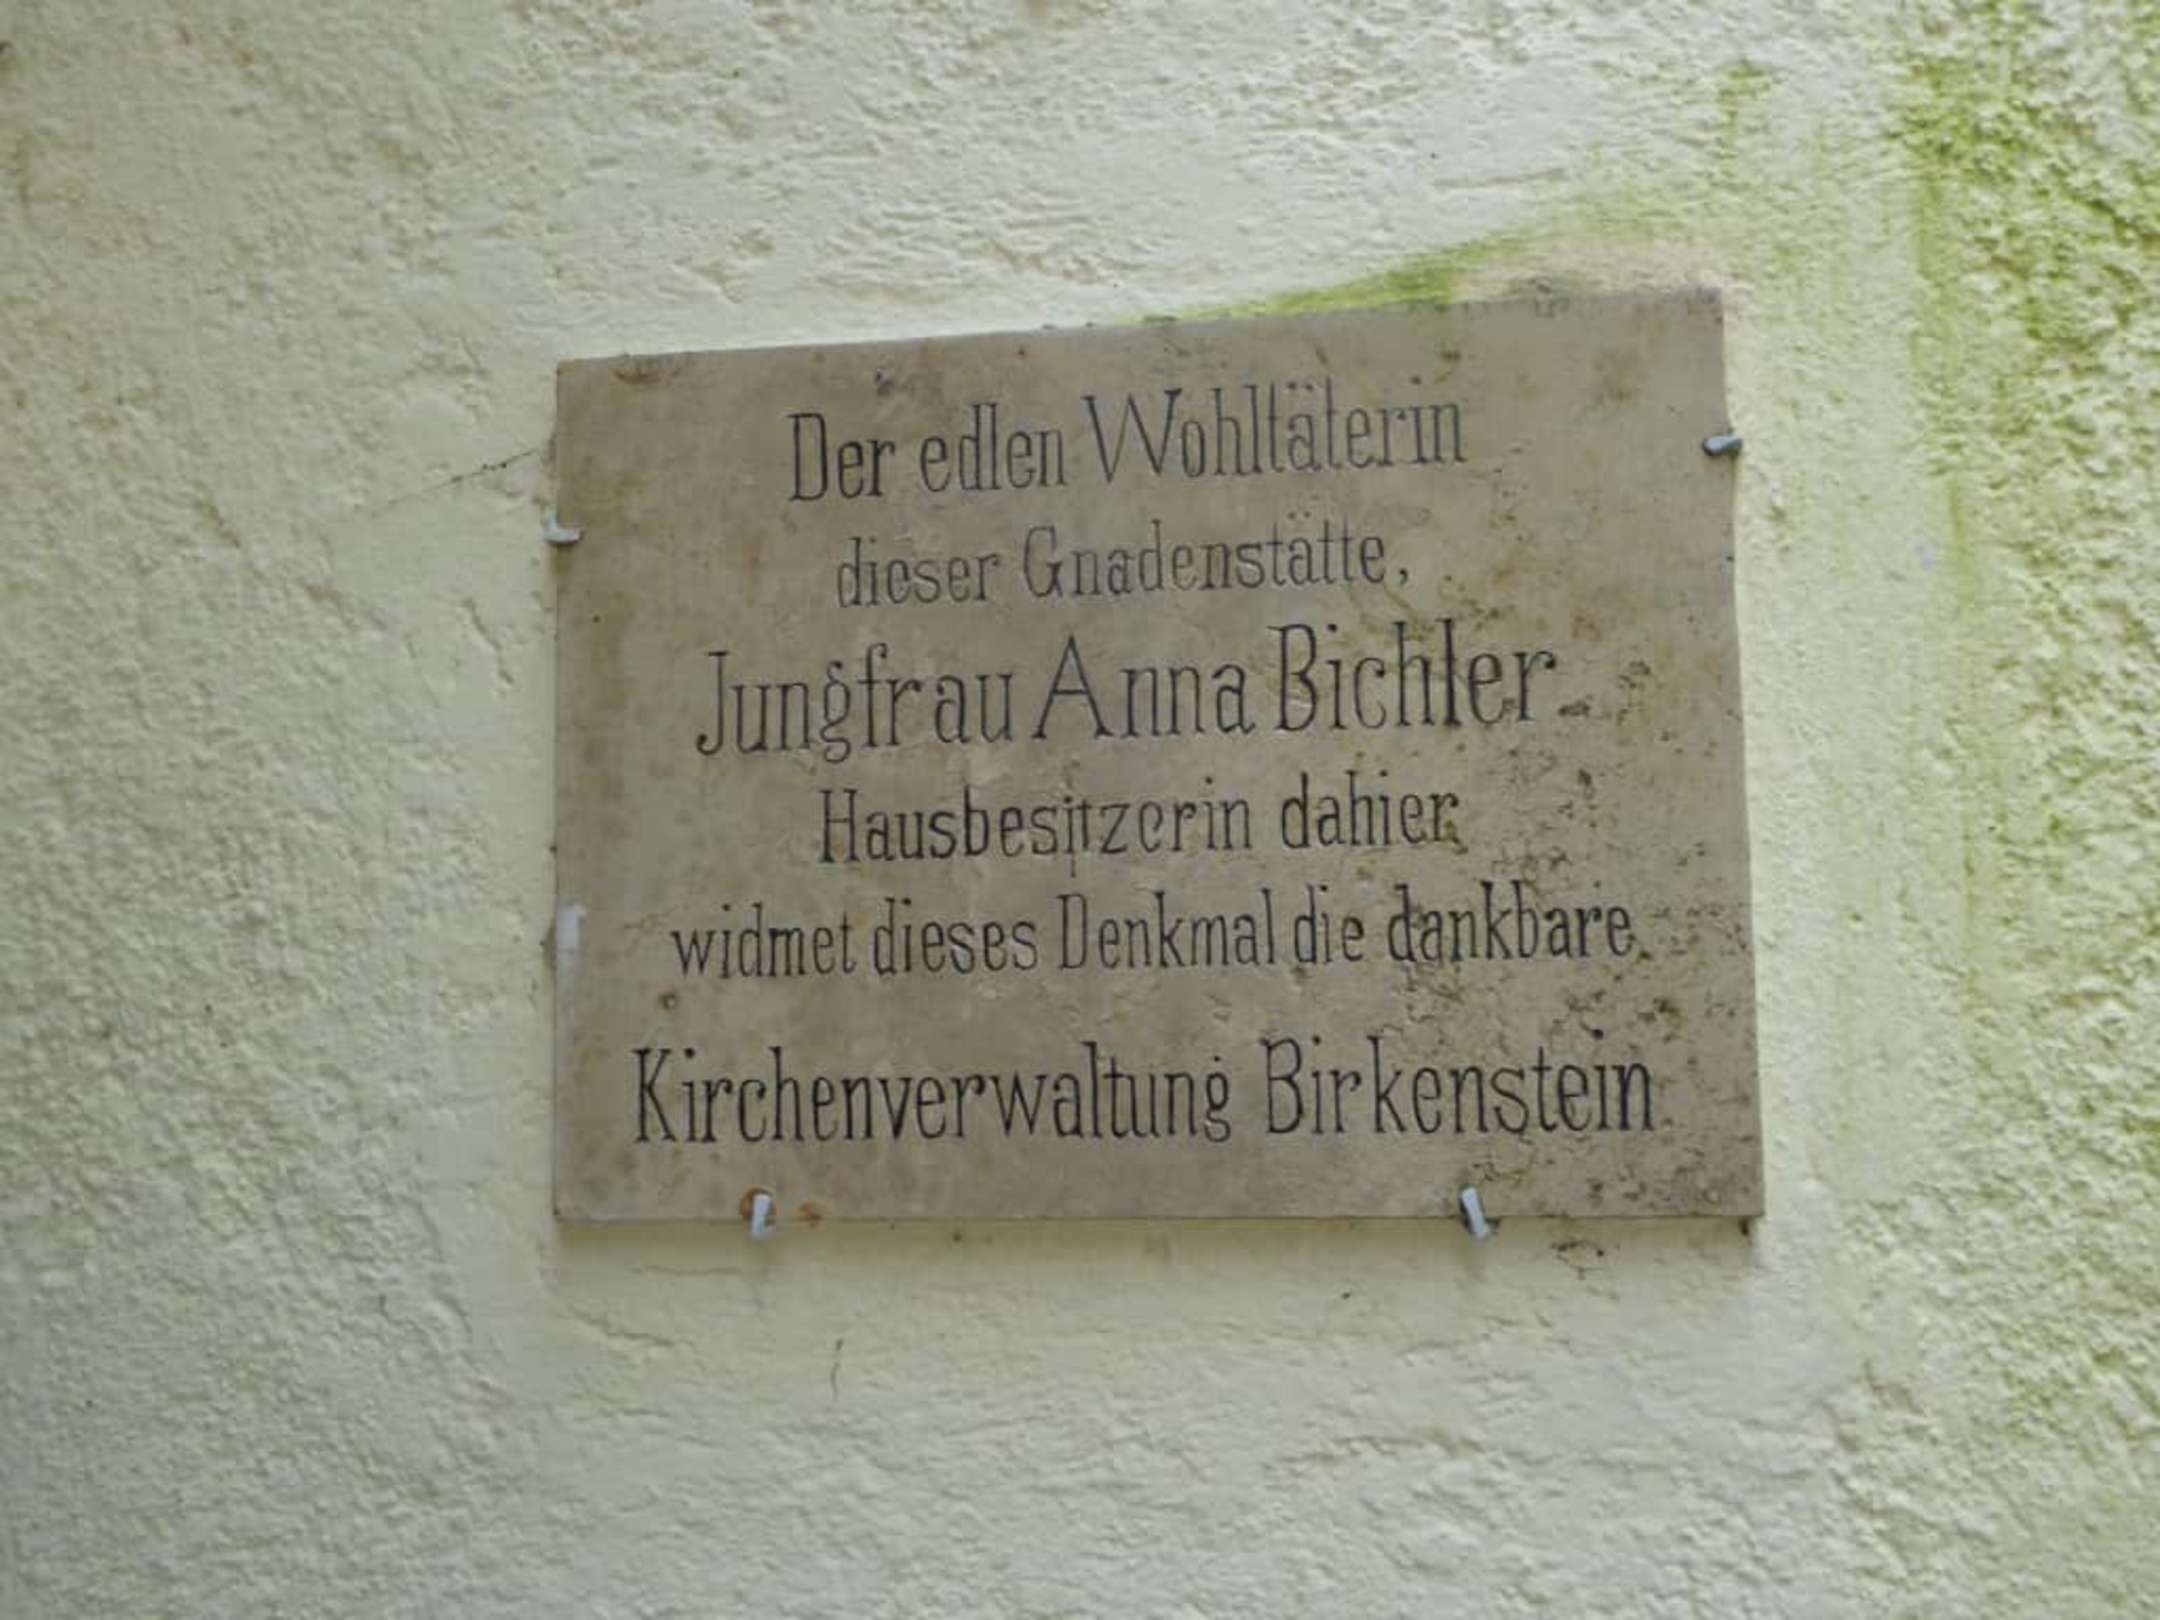 Der edlen Wohltäterin
dieser Gnadenstätte,
Jungfrau Anna Bichler
Hausbesitzerin dahier
widmet dieses Denkmal die dankbare
Kirchenverwaltung Birkenstein